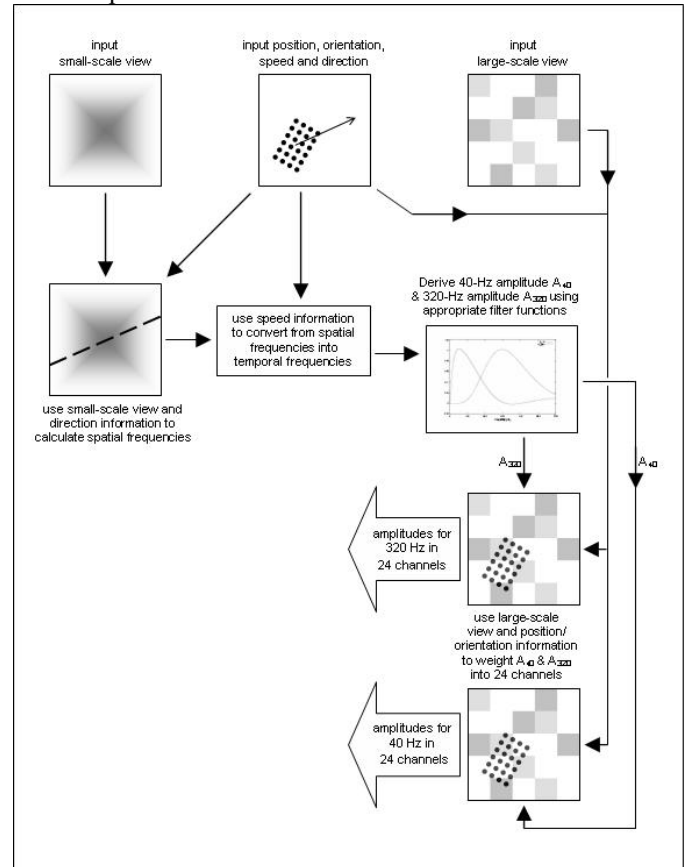 input
small-scale view
input position, orientation,
speed and direction
input
large-scale view
use speed information
to convert from spatial
frequencies into
temporal frequencies
Derive 40-Hz amplitude A₄₀
& 320-Hz amplitude A₃₂₀ using
appropriate filter functions
use small-scale view and
direction information to
calculate spatial frequencies
A₃₂₀
A₄₀
amplitudes for
320 Hz in
24 channels
use large-scale
view and position/
orientation information
to weight A₄₀ & A₃₂₀
into 24 channels
amplitudes for
40 Hz in
24 channels